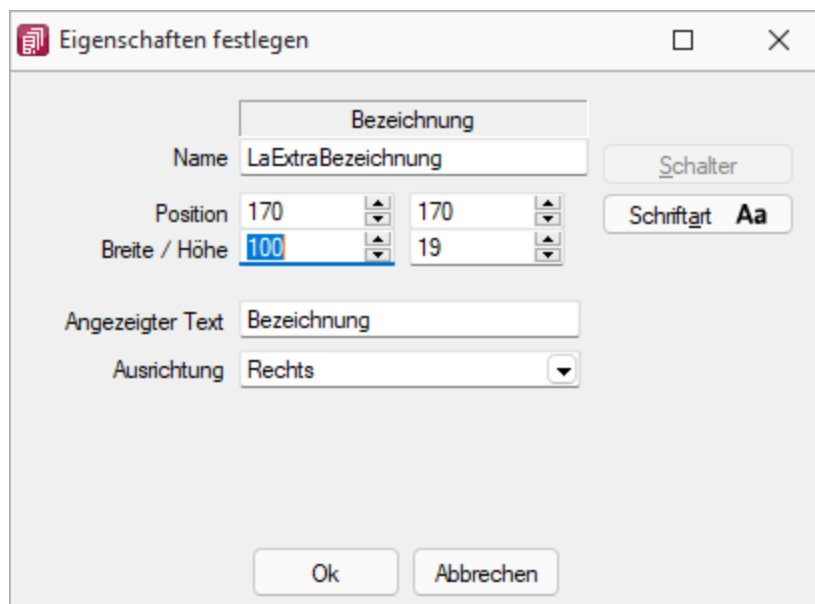 Eigenschaften festlegen
Bezeichnung
Name LaExtraBezeichnung Schalter
Position 170 170 Schriftart Aa
Breite / Höhe 100 19
Angezeigter Text Bezeichnung
Ausrichtung Rechts
Ok Abbrechen